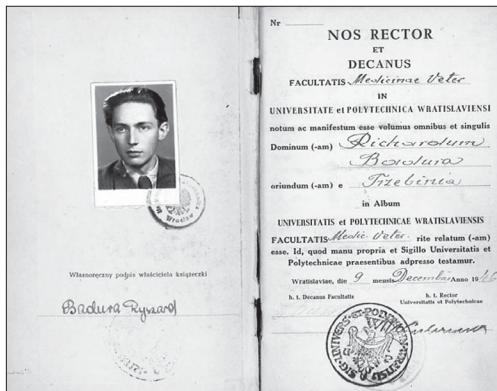 Własnoręczny podpis właściciela książeczki
Badura Ryszard
Nr
NOS RECTOR
ET
DECANUS
FACULTATIS Medicinae Veter
IN
UNIVERSITATE et POLYTECHNICA WRATISLAVIENSI
notum ac manifestum esse volumus omnibus et singulis
Dominum (-am) Richardum
Badura
oriundum (-am) e Trzebinia
in Album
UNIVERSITATIS et POLYTECHNICAE WRATISLAVIENSIS
FACULTATIS Medic. Veter. rite relatum (-am)
esse. Id, quod manu propria et Sigillo Universitatis et
Polytechnicae praesentibus adpresso testamur.
Wratislaviae, die 9 mensis Decembris Anno 1946
h. t. Decanus Facultatis
h. t. Rector
Universitatis et Polytechnicae